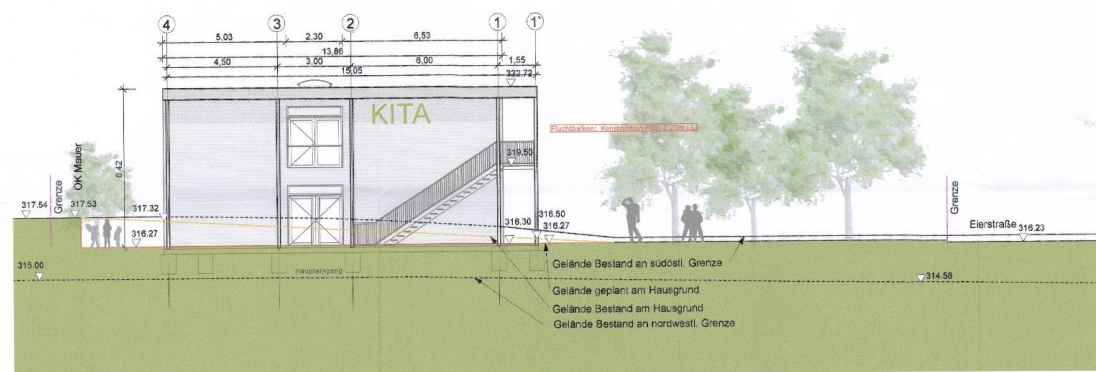 4 3 2 1 1'
5,03 2,30 6,53
13,86
4,50 3,00 6,00 1,55
15,05
322.72
KITA
6,42
OK Mauer
Grenze
319.50
317.54 317.53 317.32
316.27
316.30 316.50
316.27
Grenze
Eierstraße
316.23
315.00
Haupteingang
314.58
Gelände Bestand an südöstl. Grenze
Gelände geplant am Hausgrund
Gelände Bestand am Hausgrund
Gelände Bestand an nordwestl. Grenze
Fluchtbalkon: Konstruktion